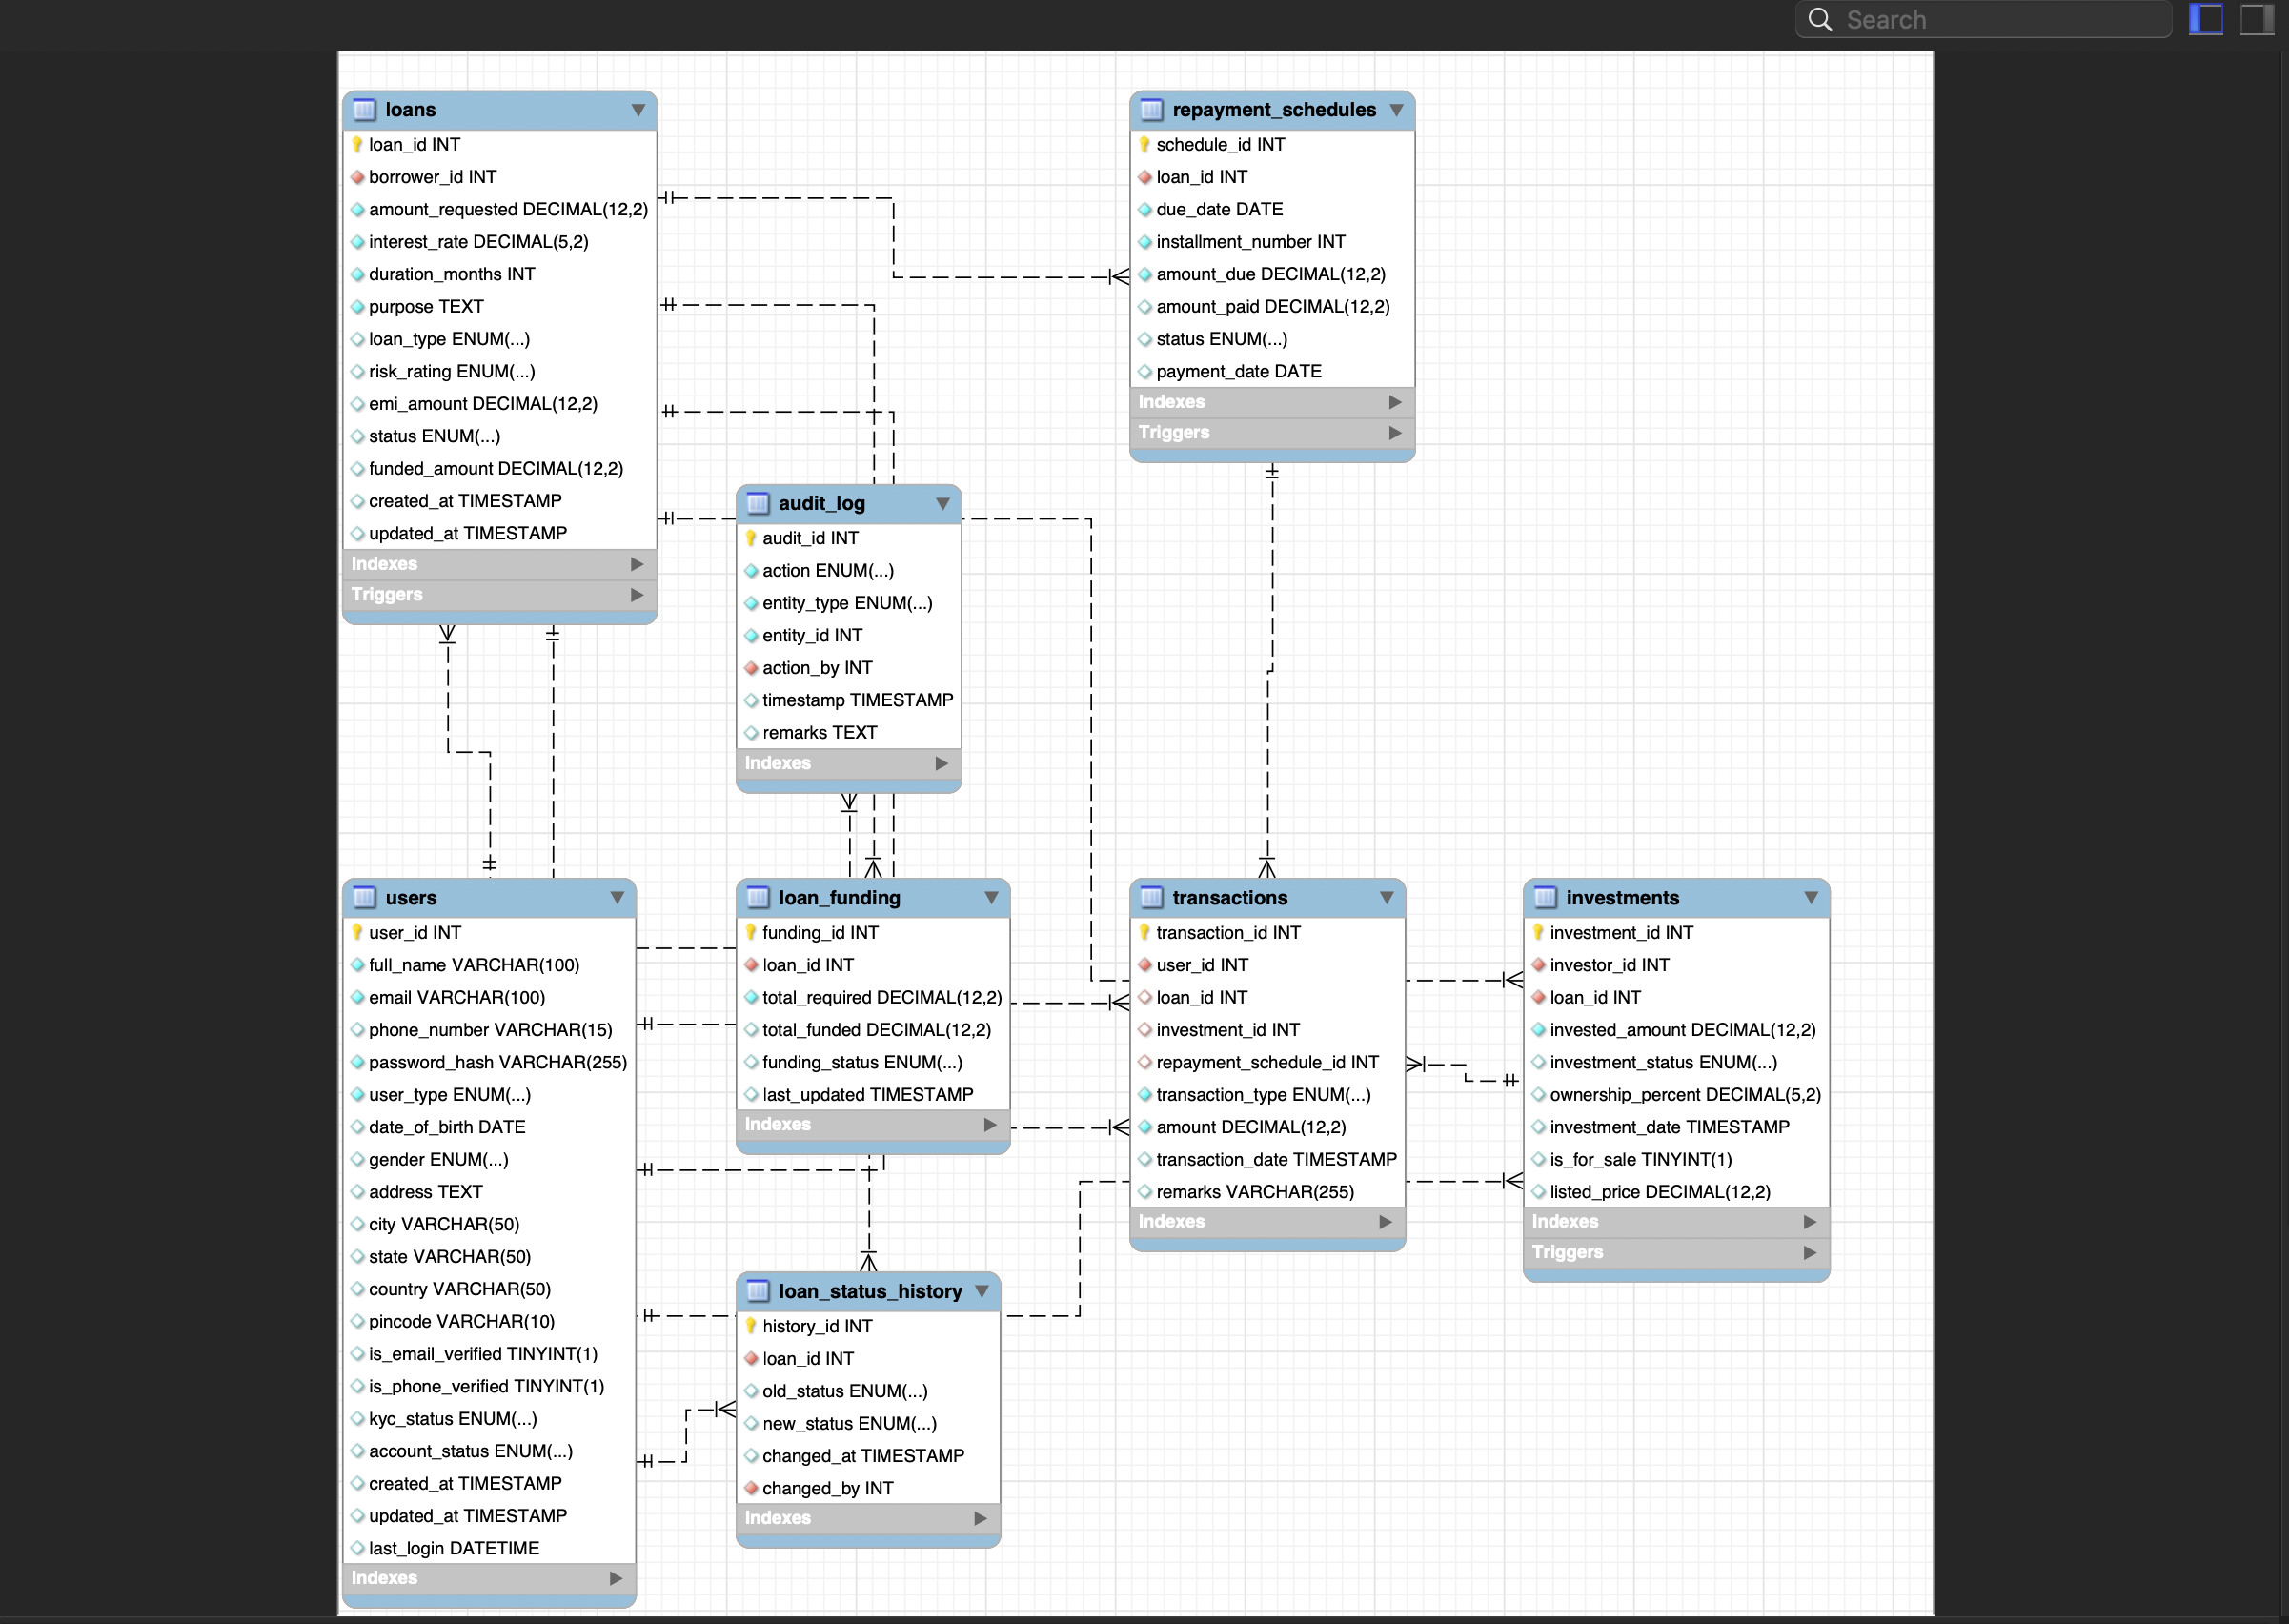 Search
loans
loan_id INT
borrower_id INT
amount_requested DECIMAL(12,2)
interest_rate DECIMAL(5,2)
duration_months INT
purpose TEXT
loan_type ENUM(...)
risk_rating ENUM(...)
emi_amount DECIMAL(12,2)
status ENUM(...)
funded_amount DECIMAL(12,2)
created_at TIMESTAMP
updated_at TIMESTAMP
Indexes
Triggers
repayment_schedules
schedule_id INT
loan_id INT
due_date DATE
installment_number INT
amount_due DECIMAL(12,2)
amount_paid DECIMAL(12,2)
status ENUM(...)
payment_date DATE
Indexes
Triggers
audit_log
audit_id INT
action ENUM(...)
entity_type ENUM(...)
entity_id INT
action_by INT
timestamp TIMESTAMP
remarks TEXT
Indexes
users
user_id INT
full_name VARCHAR(100)
email VARCHAR(100)
phone_number VARCHAR(15)
password_hash VARCHAR(255)
user_type ENUM(...)
date_of_birth DATE
gender ENUM(...)
address TEXT
city VARCHAR(50)
state VARCHAR(50)
country VARCHAR(50)
pincode VARCHAR(10)
is_email_verified TINYINT(1)
is_phone_verified TINYINT(1)
kyc_status ENUM(...)
account_status ENUM(...)
created_at TIMESTAMP
updated_at TIMESTAMP
last_login DATETIME
Indexes
loan_funding
funding_id INT
loan_id INT
total_required DECIMAL(12,2)
total_funded DECIMAL(12,2)
funding_status ENUM(...)
last_updated TIMESTAMP
Indexes
transactions
transaction_id INT
user_id INT
loan_id INT
investment_id INT
repayment_schedule_id INT
transaction_type ENUM(...)
amount DECIMAL(12,2)
transaction_date TIMESTAMP
remarks VARCHAR(255)
Indexes
investments
investment_id INT
investor_id INT
loan_id INT
invested_amount DECIMAL(12,2)
investment_status ENUM(...)
ownership_percent DECIMAL(5,2)
investment_date TIMESTAMP
is_for_sale TINYINT(1)
listed_price DECIMAL(12,2)
Indexes
Triggers
loan_status_history
history_id INT
loan_id INT
old_status ENUM(...)
new_status ENUM(...)
changed_at TIMESTAMP
changed_by INT
Indexes